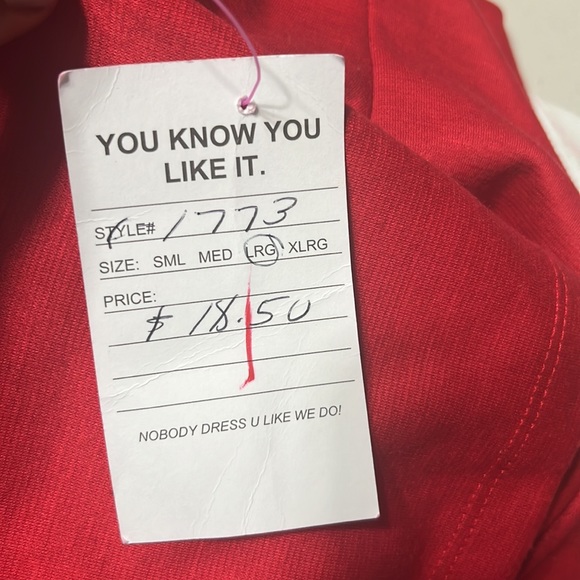 YOU KNOW YOU
LIKE IT.
STYLE# 1773
SIZE: SML MED LRG XLRG
PRICE:
$ 18.50
NOBODY DRESS U LIKE WE DO!